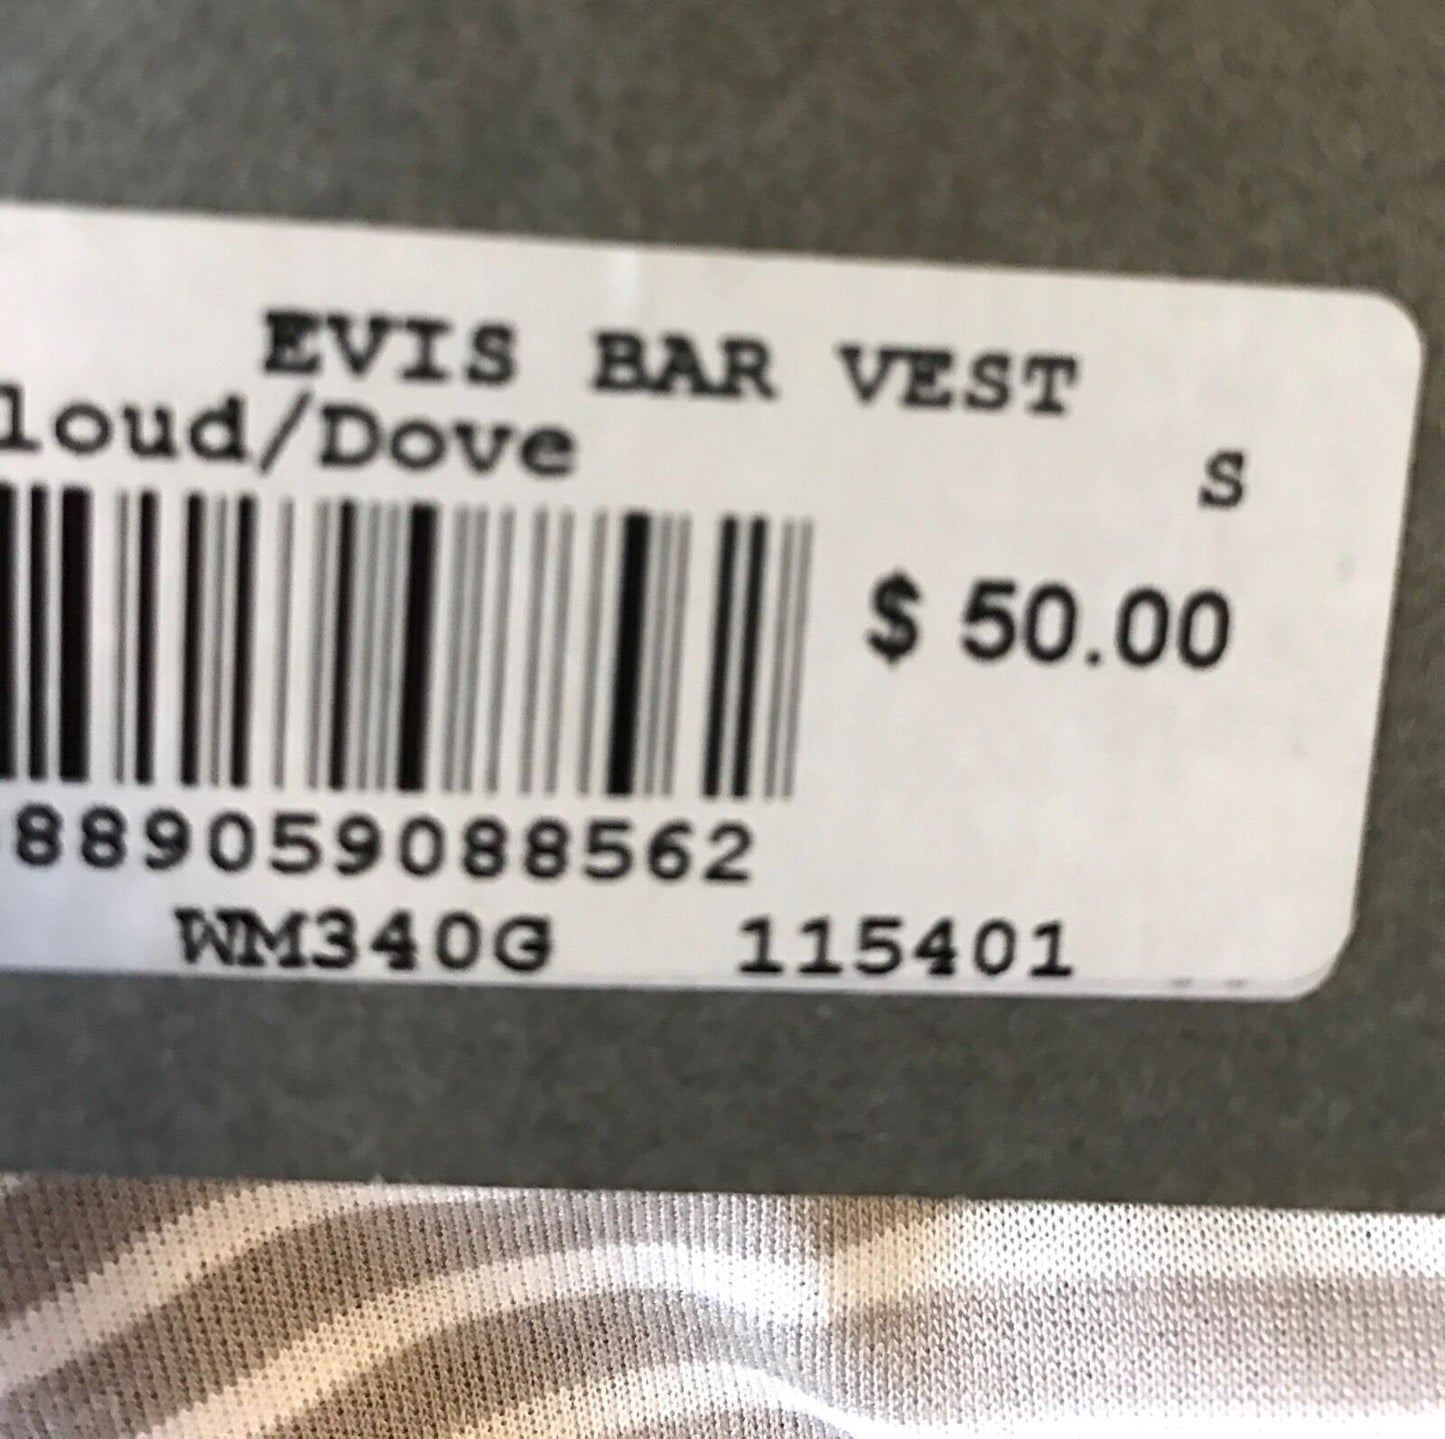 EVIS BAR VEST
loud/Dove
S
$ 50.00
889059088562
WM340G 115401